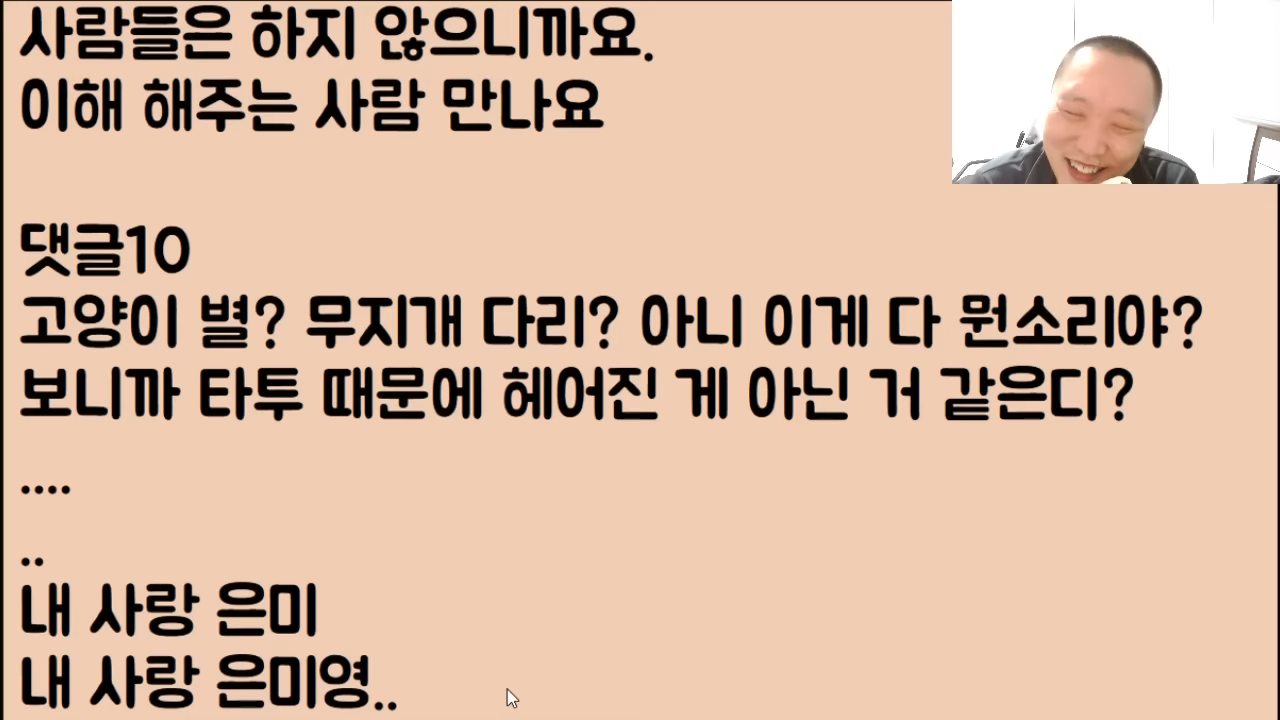 사람들은 하지 않으니까요.
이해 해주는 사람 만나요
댓글10
고양이 별? 무지개 다리? 아니 이게 다 뭔소리야?
보니까 타투 때문에 헤어진 게 아닌 거 같은디?
....
..
내 사랑 은미
내 사랑 은미영..